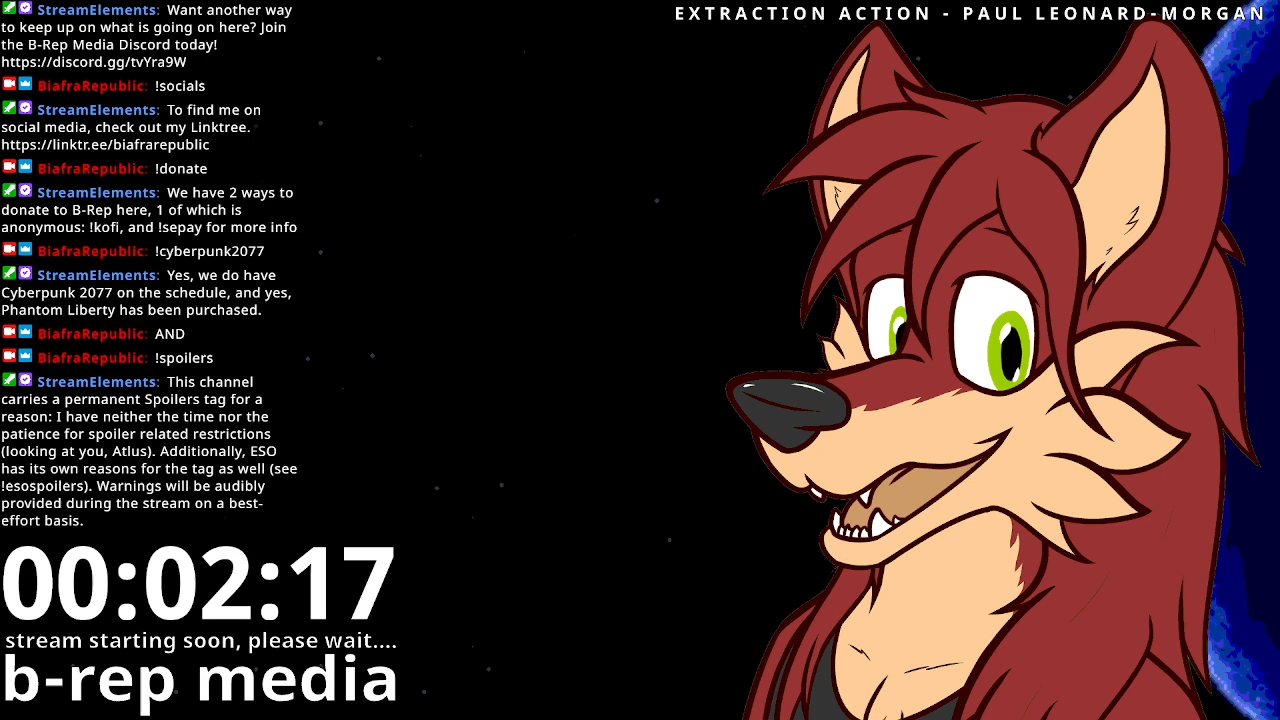 StreamElements: Want another way
to keep up on what is going on here? Join
the B-Rep Media Discord today!
https://discord.gg/tvYra9W
BiafraRepublic: !socials
StreamElements: To find me on
social media, check out my Linktree.
https://linktr.ee/biafrarepublic
BiafraRepublic: !donate
StreamElements: We have 2 ways to
donate to B-Rep here, 1 of which is
anonymous: !kofi, and !sepay for more info
BiafraRepublic: !cyberpunk2077
StreamElements: Yes, we do have
Cyberpunk 2077 on the schedule, and yes,
Phantom Liberty has been purchased.
BiafraRepublic: AND
BiafraRepublic: !spoilers
StreamElements: This channel
carries a permanent Spoilers tag for a
reason: I have neither the time nor the
patience for spoiler related restrictions
(looking at you, Atlus). Additionally, ESO
has its own reasons for the tag as well (see
!esospoilers). Warnings will be audibly
provided during the stream on a best-
effort basis.
00:02:17
stream starting soon, please wait....
b-rep media
EXTRACTION ACTION - PAUL LEONARD-MORGAN